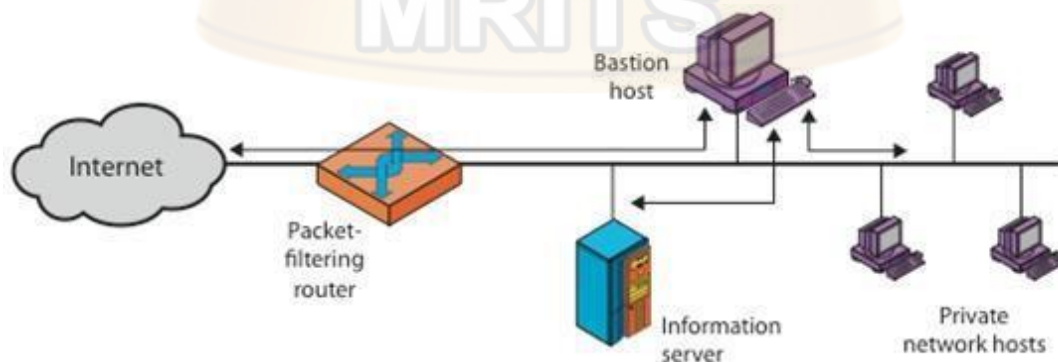 MRITS
Bastion
host
Internet
Packet-
filtering
router
Information
server
Private
network hosts